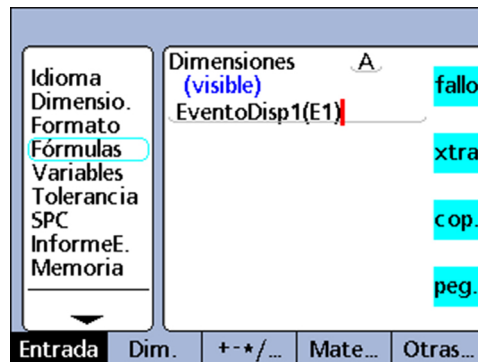 Idioma
Dimensio.
Formato
Fórmulas
Variables
Tolerancia
SPC
InformeE.
Memoria
Dimensiones A
(visible)
EventoDisp1(E1)
fallo
xtra
cop.
peg.
Entrada Dim. +-*/... Mate... Otras...